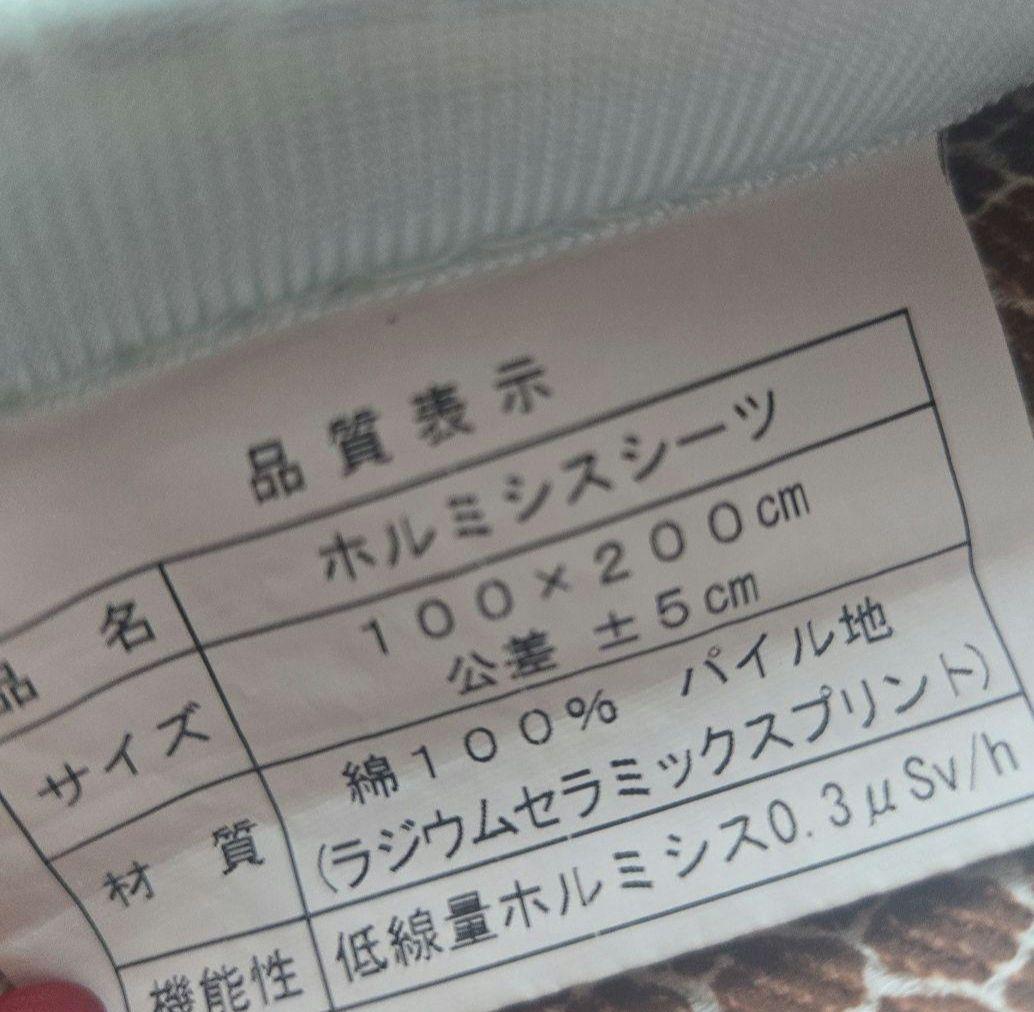 品質表示
品 名 ホルミシスシーツ
サイズ 100×200cm
公差 ±5cm
材 質 綿100% パイル地
(ラジウムセラミックスプリント)
機能性 低線量ホルミシス0.3μSv/h